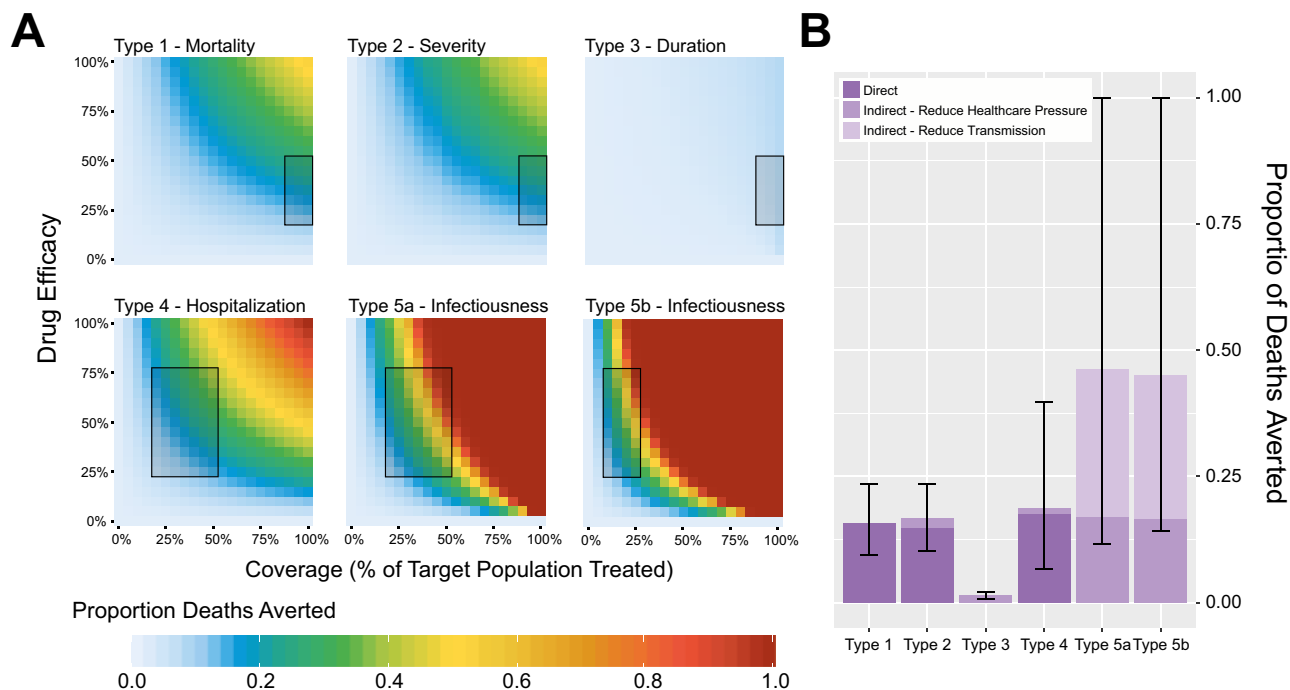 A
B
Type 1 - Mortality
Type 2 - Severity
Type 3 - Duration
100%
75%
50%
25%
0%
Type 4 - Hospitalization
Type 5a - Infectiousness
Type 5b - Infectiousness
100%
75%
50%
25%
0%
0% 25% 50% 75% 100%
0% 25% 50% 75% 100%
0% 25% 50% 75% 100%
Drug Efficacy
Coverage (% of Target Population Treated)
Proportion Deaths Averted
0.0 0.2 0.4 0.6 0.8 1.0
Direct
Indirect - Reduce Healthcare Pressure
Indirect - Reduce Transmission
1.00
0.75
0.50
0.25
0.00
Proportio of Deaths Averted
Type 1 Type 2 Type 3 Type 4 Type 5a Type 5b